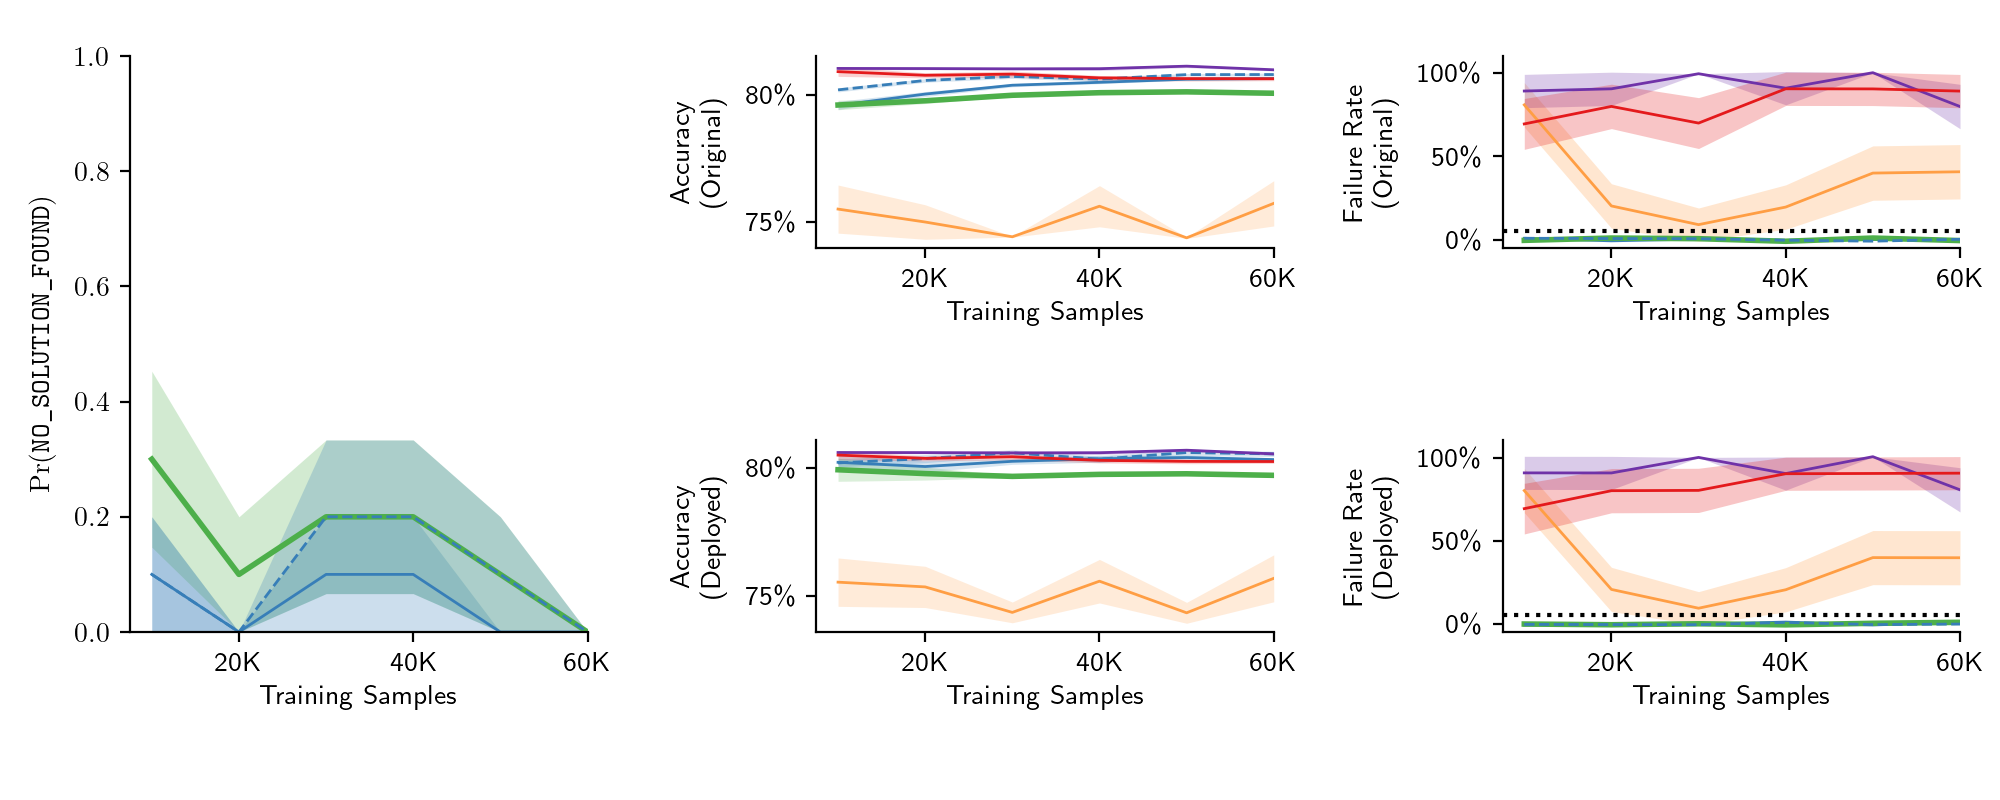 Pr(NO_SOLUTION_FOUND)
1.0
0.8
0.6
0.4
0.2
0.0
20K 40K 60K
Training Samples
Accuracy
(Original)
80%
75%
20K 40K 60K
Training Samples
Failure Rate
(Original)
100%
50%
0%
20K 40K 60K
Training Samples
Accuracy
(Deployed)
80%
75%
20K 40K 60K
Training Samples
Failure Rate
(Deployed)
100%
50%
0%
20K 40K 60K
Training Samples